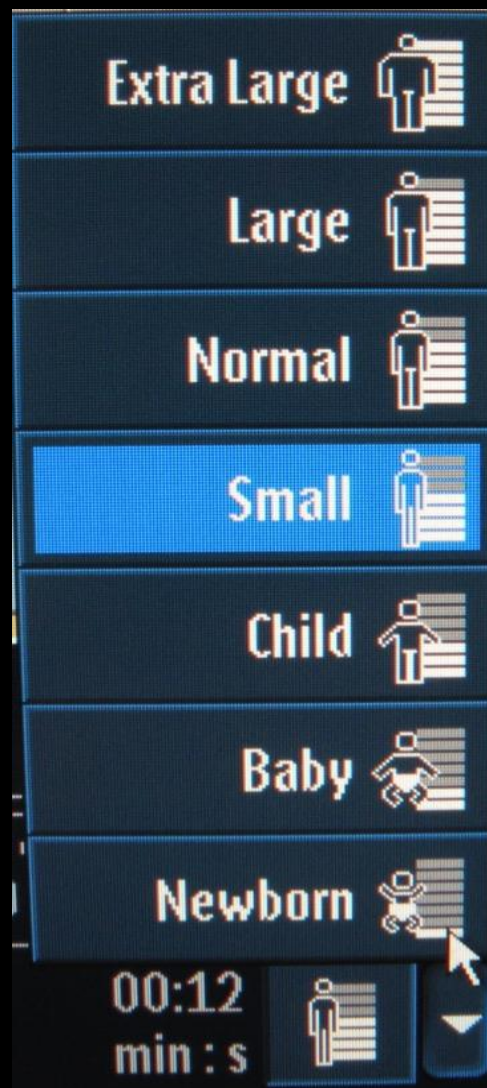 Extra Large
Large
Normal
Small
Child
Baby
Newborn
00:12
min : s